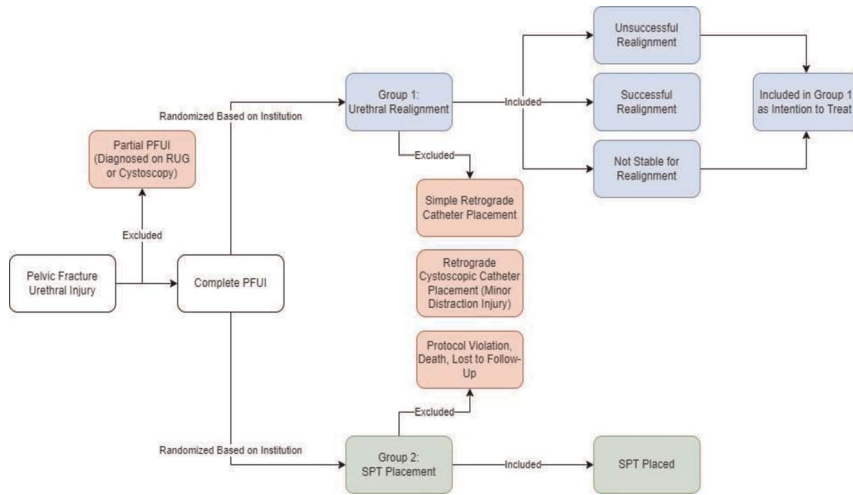 Unsuccessful
Realignment
Group 1:
Urethral Realignment
Included
Successful
Realignment
Included in Group 1
as Intention to Treat
Randomized Based on Institution
Partial PFUI
(Diagnosed on RUG
or Cystoscopy)
Excluded
Not Stable for
Realignment
Simple Retrograde
Catheter Placement
Excluded
Pelvic Fracture
Urethral Injury
Complete PFUI
Retrograde
Cystoscopic Catheter
Placement (Minor
Distraction Injury)
Protocol Violation,
Death, Lost to Follow-
Up
Excluded
Randomized Based on Institution
Group 2:
SPT Placement
Included
SPT Placed